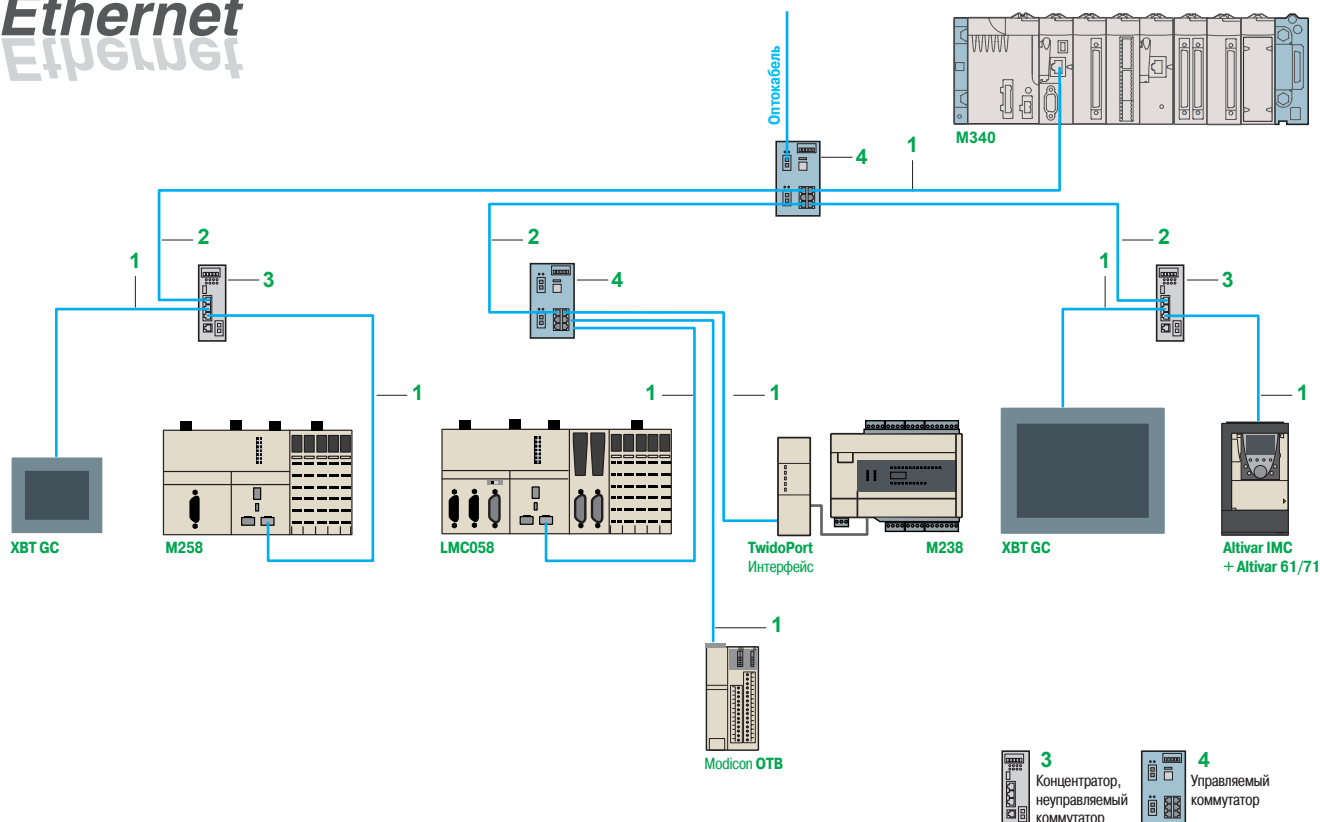 Ethernet
Оптокабель
M340
4
1
2
2
2
1
3
4
1
3
1
1
1
1
XBT GC
M258
LMC058
TwidoPort
Интерфейс
M238
XBT GC
Altivar IMC
+ Altivar 61/71
1
Modicon OTB
3
Концентратор,
неуправляемый
коммутатор
4
Управляемый
коммутатор